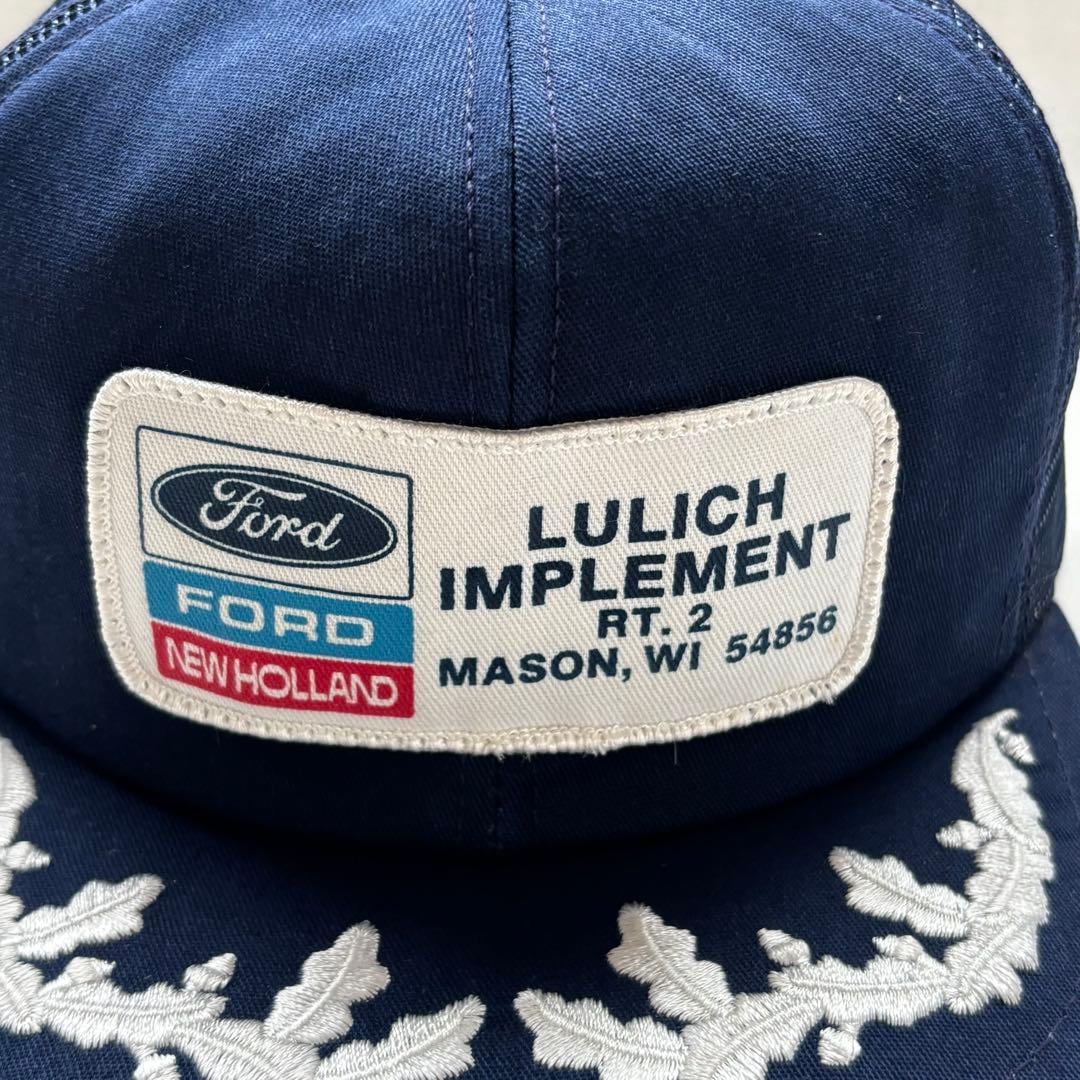 Ford
FORD
NEW HOLLAND
LULICH
IMPLEMENT
RT. 2
MASON, WI 54856